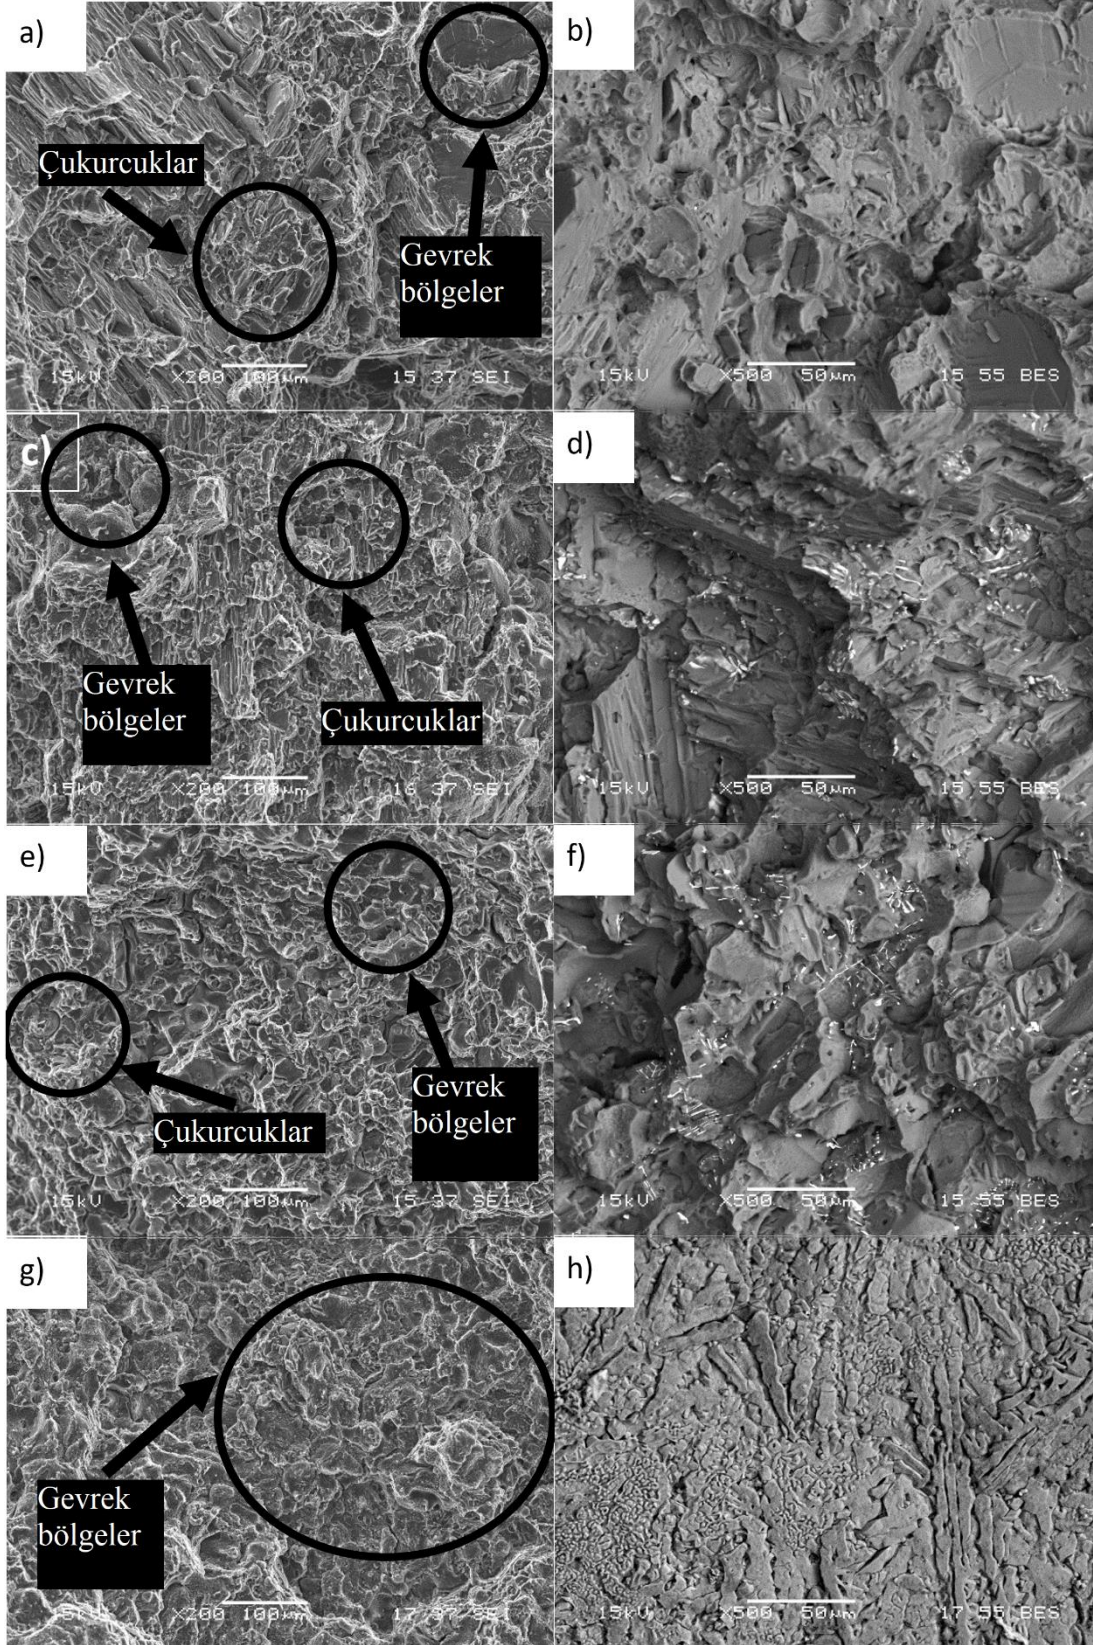 a)
Çukurcuklar
Gevrek
bölgeler
15kV X200 100µm 15 37 SEI
b)
15kV X500 50µm 15 55 BES
c)
Gevrek
bölgeler
Çukurcuklar
15kV X200 100µm 16 37 SEI
d)
15kV X500 50µm 15 55 BES
e)
Çukurcuklar
Gevrek
bölgeler
15kV X200 100µm 15 37 SEI
f)
15kV X500 50µm 15 55 BES
g)
Gevrek
bölgeler
15kV X200 100µm 17 37 SEI
h)
15kV X500 50µm 17 55 BES